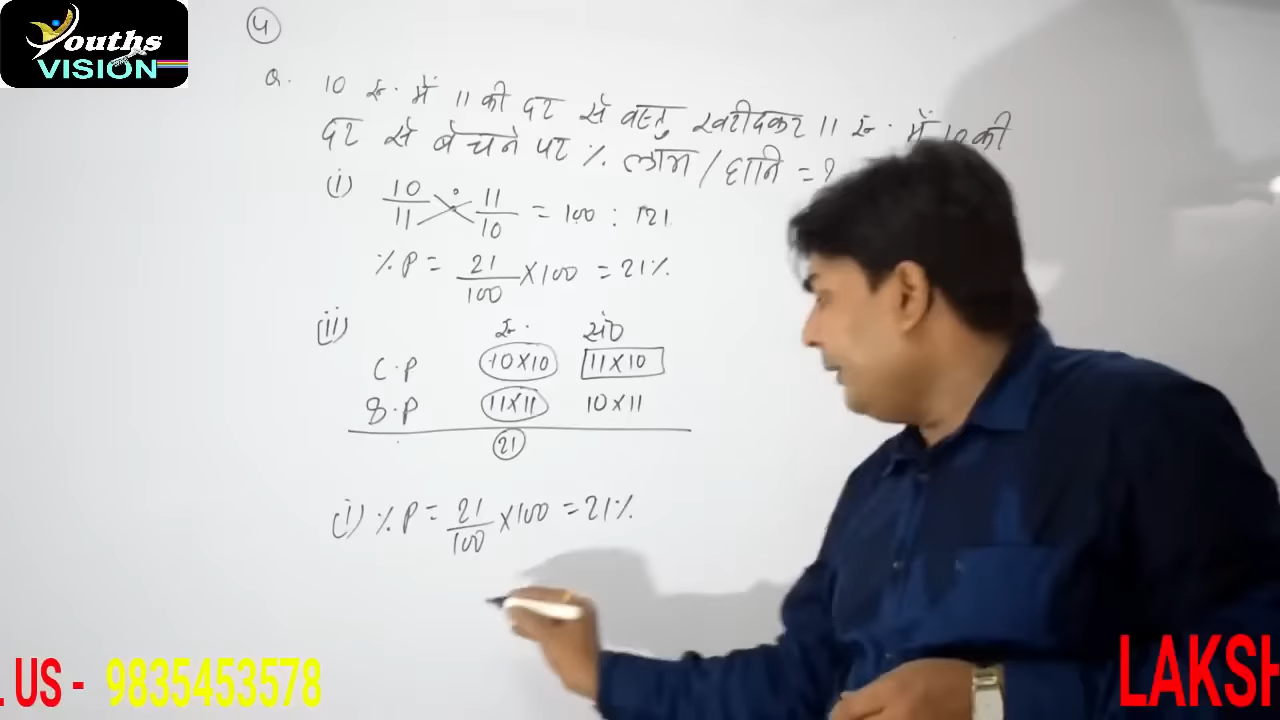 Youths
VISION
(4)
Q. 10 रु. में 11 की दर से वस्तु खरीदकर 11 रु. में 10 की
दर से बेचने पर % लाभ / हानि = ?
(i) 10/11 : 11/10 = 100 : 121
% P = 21/100 × 100 = 21%
(ii) रु. सं०
C.P 10×10 11×10
S.P 11×11 10×11
21
(i) % P = 21/100 × 100 = 21%
. US - 9835453578
LAKSH